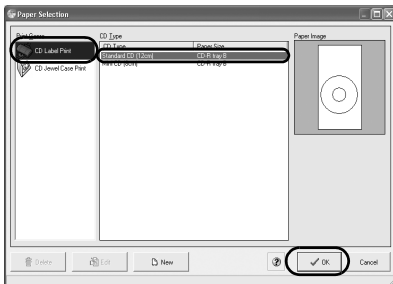 Paper Selection
Print Genre
CD Type
Paper Image
CD Label Print
CD Jewel Case Print
CD Type Paper Size
Standard CD (12cm) CD-R tray B
Mini CD (8cm) CD-R tray B
Delete
Edit
New
OK
Cancel